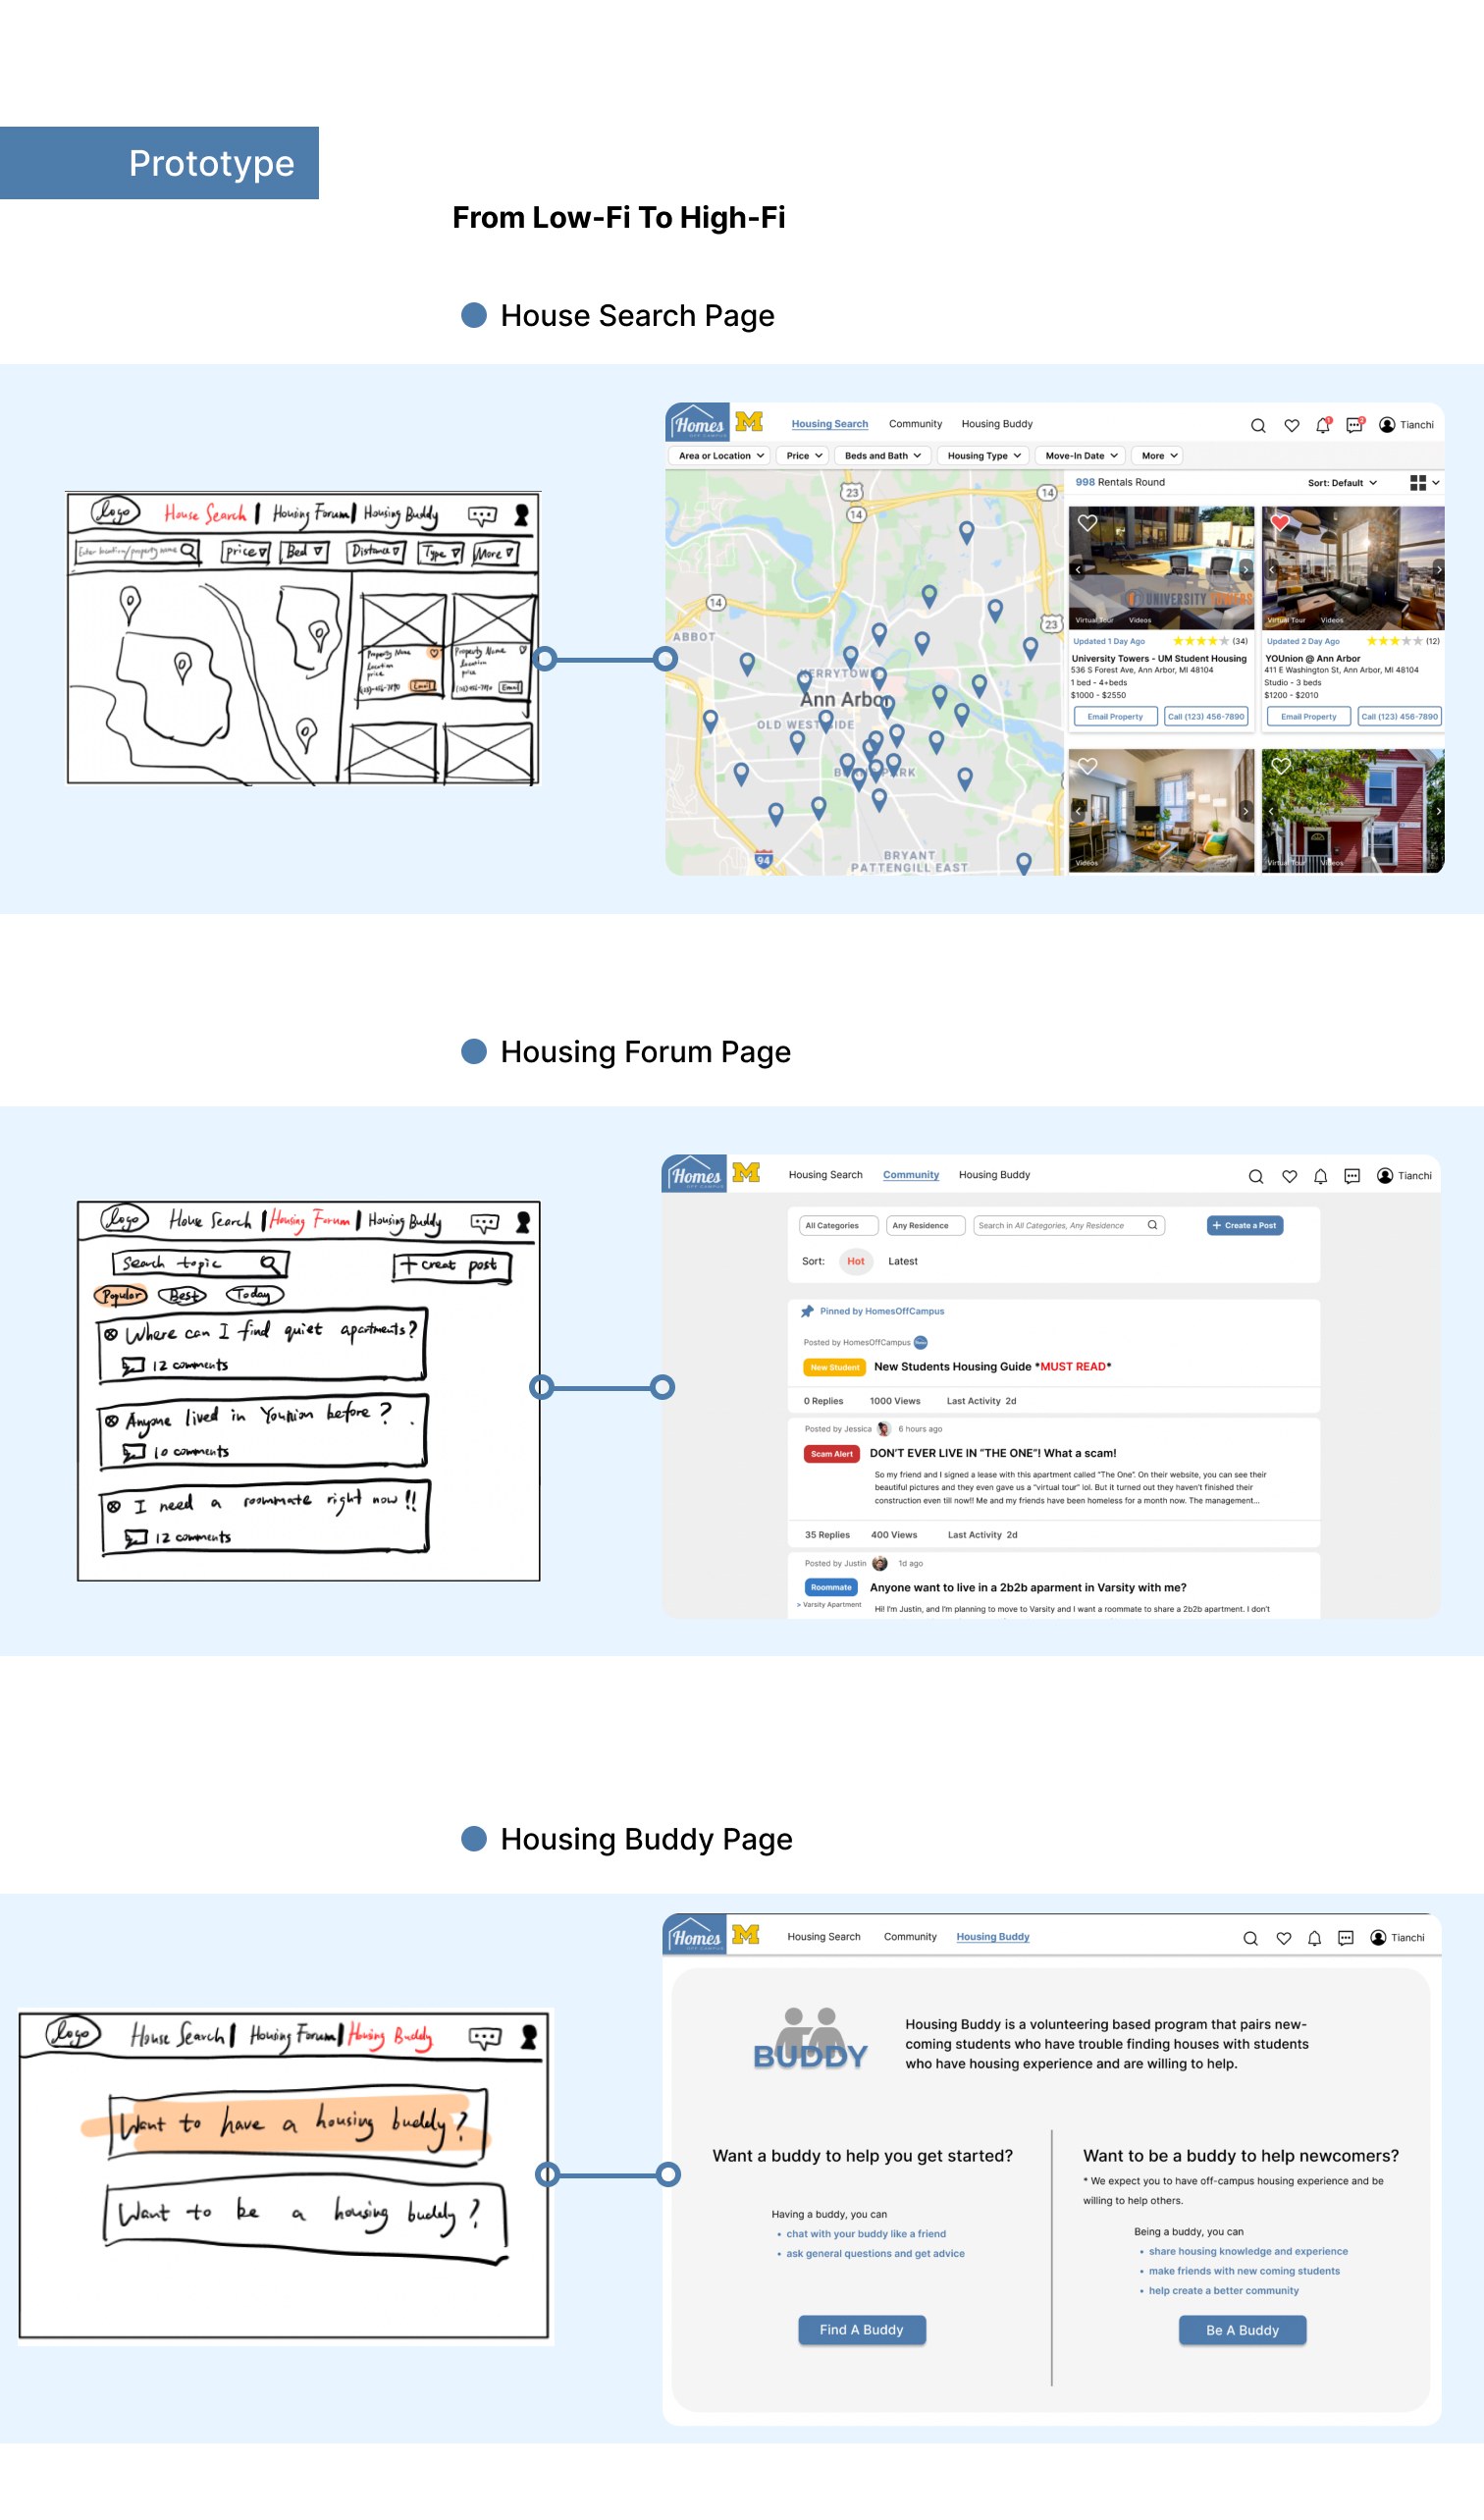 Prototype
From Low-Fi To High-Fi
House Search Page
logo House Search Housing Forum Housing Buddy
Enter location/property name Price Bed Distance Type More
Property Name
location
price
(123)-456-7890 Email
Property Name
location
price
(123)-456-7890 Email
Homes
OFF CAMPUS
M
Housing Search Community Housing Buddy
Tianchi
Area or Location Price Beds and Bath Housing Type Move-In Date More
23
14
14
14
23
94
ABBOT
KERRYTOWN
Ann Arbor
OLD WEST SIDE
BRYANT
PATTENGILL EAST
998 Rentals Round
Sort: Default
UNIVERSITY TOWERS
Virtual Tour Videos
Updated 1 Day Ago (34)
University Towers - UM Student Housing
536 S Forest Ave, Ann Arbor, MI 48104
1 bed - 4+beds
$1000 - $2550
Email Property Call (123) 456-7890
Virtual Tour Videos
Updated 2 Day Ago (12)
YOUnion @ Ann Arbor
411 E Washington St, Ann Arbor, MI 48104
Studio - 3 beds
$1200 - $2010
Email Property Call (123) 456-7890
Videos
Virtual Tour Videos
Housing Forum Page
logo House Search Housing Forum Housing Buddy
Search topic
+ creat post
Popular Best Today
Where can I find quiet apartments?
12 comments
Anyone lived in Younion before?
10 comments
I need a roommate right now!!
12 comments
Homes
OFF CAMPUS
M
Housing Search Community Housing Buddy
Tianchi
All Categories Any Residence Search in All Categories, Any Residence + Create a Post
Sort: Hot Latest
Pinned by HomesOffCampus
Posted by HomesOffCampus
New Student New Students Housing Guide *MUST READ*
0 Replies 1000 Views Last Activity 2d
Posted by Jessica 6 hours ago
Scam Alert DON'T EVER LIVE IN "THE ONE"! What a scam!
So my friend and I signed a lease with this apartment called "The One". On their website, you can see their
beautiful pictures and they even gave us a "virtual tour" lol. But it turned out they haven't finished their
construction even till now!! Me and my friends have been homeless for a month now. The management...
35 Replies 400 Views Last Activity 2d
Posted by Justin 1d ago
Roommate Anyone want to live in a 2b2b aparment in Varsity with me?
> Varsity Apartment
Hi! I'm Justin, and I'm planning to move to Varsity and I want a roommate to share a 2b2b apartment. I don't
Housing Buddy Page
logo House Search Housing Forum Housing Buddy
Want to have a housing buddy?
Want to be a housing buddy?
Homes
OFF CAMPUS
M
Housing Search Community Housing Buddy
Tianchi
BUDDY
Housing Buddy is a volunteering based program that pairs new-
coming students who have trouble finding houses with students
who have housing experience and are willing to help.
Want a buddy to help you get started?
Having a buddy, you can
• chat with your buddy like a friend
• ask general questions and get advice
Find A Buddy
Want to be a buddy to help newcomers?
* We expect you to have off-campus housing experience and be
willing to help others.
Being a buddy, you can
• share housing knowledge and experience
• make friends with new coming students
• help create a better community
Be A Buddy